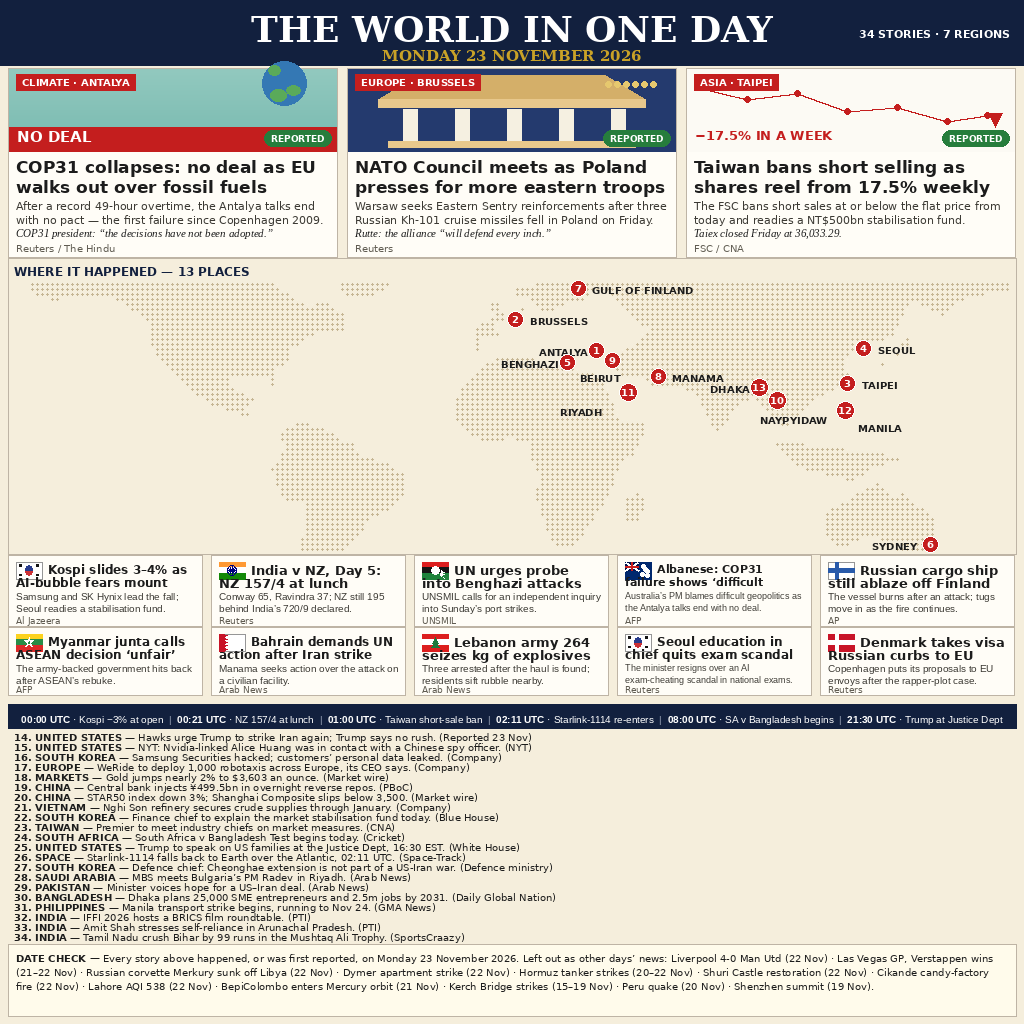 THE WORLD IN ONE DAY
MONDAY 23 NOVEMBER 2026
34 STORIES · 7 REGIONS
CLIMATE · ANTALYA
NO DEAL
REPORTED
COP31 collapses: no deal as EU
walks out over fossil fuels
After a record 49-hour overtime, the Antalya talks end
with no pact — the first failure since Copenhagen 2009.
COP31 president: “the decisions have not been adopted.”
Reuters / The Hindu
EUROPE · BRUSSELS
REPORTED
NATO Council meets as Poland
presses for more eastern troops
Warsaw seeks Eastern Sentry reinforcements after three
Russian Kh-101 cruise missiles fell in Poland on Friday.
Rutte: the alliance “will defend every inch.”
Reuters
ASIA · TAIPEI
−17.5% IN A WEEK
REPORTED
Taiwan bans short selling as
shares reel from 17.5% weekly
The FSC bans short sales at or below the flat price from
today and readies a NT$500bn stabilisation fund.
Taiex closed Friday at 36,033.29.
FSC / CNA
WHERE IT HAPPENED — 13 PLACES
7 GULF OF FINLAND
2 BRUSSELS
ANTALYA 1
4 SEOUL
BENGHAZI 5
9
BEIRUT
8 MANAMA
DHAKA 13
3 TAIPEI
11
RIYADH
10
NAYPYIDAW
12
MANILA
SYDNEY 6
Kospi slides 3–4% as
AI-bubble fears mount
Samsung and SK Hynix lead the fall;
Seoul readies a stabilisation fund.
Al Jazeera
India v NZ, Day 5:
NZ 157/4 at lunch
Conway 65, Ravindra 37; NZ still 195
behind India’s 720/9 declared.
Reuters
UN urges probe
into Benghazi attacks
UNSMIL calls for an independent inquiry
into Sunday’s port strikes.
UNSMIL
Albanese: COP31
failure shows ‘difficult
Australia’s PM blames difficult geopolitics as
the Antalya talks end with no deal.
AFP
Russian cargo ship
still ablaze off Finland
The vessel burns after an attack; tugs
move in as the fire continues.
AP
Myanmar junta calls
ASEAN decision ‘unfair’
The army-backed government hits back
after ASEAN’s rebuke.
AFP
Bahrain demands UN
action after Iran strike
Manama seeks action over the attack on
a civilian facility.
Arab News
Lebanon army 264
seizes kg of explosives
Three arrested after the haul is found;
residents sift rubble nearby.
Arab News
Seoul education in
chief quits exam scandal
The minister resigns over an AI
exam-cheating scandal in national exams.
Reuters
Denmark takes visa
Russian curbs to EU
Copenhagen puts its proposals to EU
envoys after the rapper-plot case.
Reuters
00:00 UTC · Kospi −3% at open | 00:21 UTC · NZ 157/4 at lunch | 01:00 UTC · Taiwan short-sale ban | 02:11 UTC · Starlink-1114 re-enters | 08:00 UTC · SA v Bangladesh begins | 21:30 UTC · Trump at Justice Dept
14. UNITED STATES — Hawks urge Trump to strike Iran again; Trump says no rush. (Reported 23 Nov)
15. UNITED STATES — NYT: Nvidia-linked Alice Huang was in contact with a Chinese spy officer. (NYT)
16. SOUTH KOREA — Samsung Securities hacked; customers’ personal data leaked. (Company)
17. EUROPE — WeRide to deploy 1,000 robotaxis across Europe, its CEO says. (Company)
18. MARKETS — Gold jumps nearly 2% to $3,603 an ounce. (Market wire)
19. CHINA — Central bank injects ¥499.5bn in overnight reverse repos. (PBoC)
20. CHINA — STAR50 index down 3%; Shanghai Composite slips below 3,500. (Market wire)
21. VIETNAM — Nghi Son refinery secures crude supplies through January. (Company)
22. SOUTH KOREA — Finance chief to explain the market stabilisation fund today. (Blue House)
23. TAIWAN — Premier to meet industry chiefs on market measures. (CNA)
24. SOUTH AFRICA — South Africa v Bangladesh Test begins today. (Cricket)
25. UNITED STATES — Trump to speak on US families at the Justice Dept, 16:30 EST. (White House)
26. SPACE — Starlink-1114 falls back to Earth over the Atlantic, 02:11 UTC. (Space-Track)
27. SOUTH KOREA — Defence chief: Cheonghae extension is not part of a US-Iran war. (Defence ministry)
28. SAUDI ARABIA — MBS meets Bulgaria’s PM Radev in Riyadh. (Arab News)
29. PAKISTAN — Minister voices hope for a US–Iran deal. (Arab News)
30. BANGLADESH — Dhaka plans 25,000 SME entrepreneurs and 2.5m jobs by 2031. (Daily Global Nation)
31. PHILIPPINES — Manila transport strike begins, running to Nov 24. (GMA News)
32. INDIA — IFFI 2026 hosts a BRICS film roundtable. (PTI)
33. INDIA — Amit Shah stresses self-reliance in Arunachal Pradesh. (PTI)
34. INDIA — Tamil Nadu crush Bihar by 99 runs in the Mushtaq Ali Trophy. (SportsCraazy)
DATE CHECK — Every story above happened, or was first reported, on Monday 23 November 2026. Left out as other days’ news: Liverpool 4-0 Man Utd (22 Nov) · Las Vegas GP, Verstappen wins
(21–22 Nov) · Russian corvette Merkury sunk off Libya (22 Nov) · Dymer apartment strike (22 Nov) · Hormuz tanker strikes (20–22 Nov) · Shuri Castle restoration (22 Nov) · Cikande candy-factory
fire (22 Nov) · Lahore AQI 538 (22 Nov) · BepiColombo enters Mercury orbit (21 Nov) · Kerch Bridge strikes (15–19 Nov) · Peru quake (20 Nov) · Shenzhen summit (19 Nov).